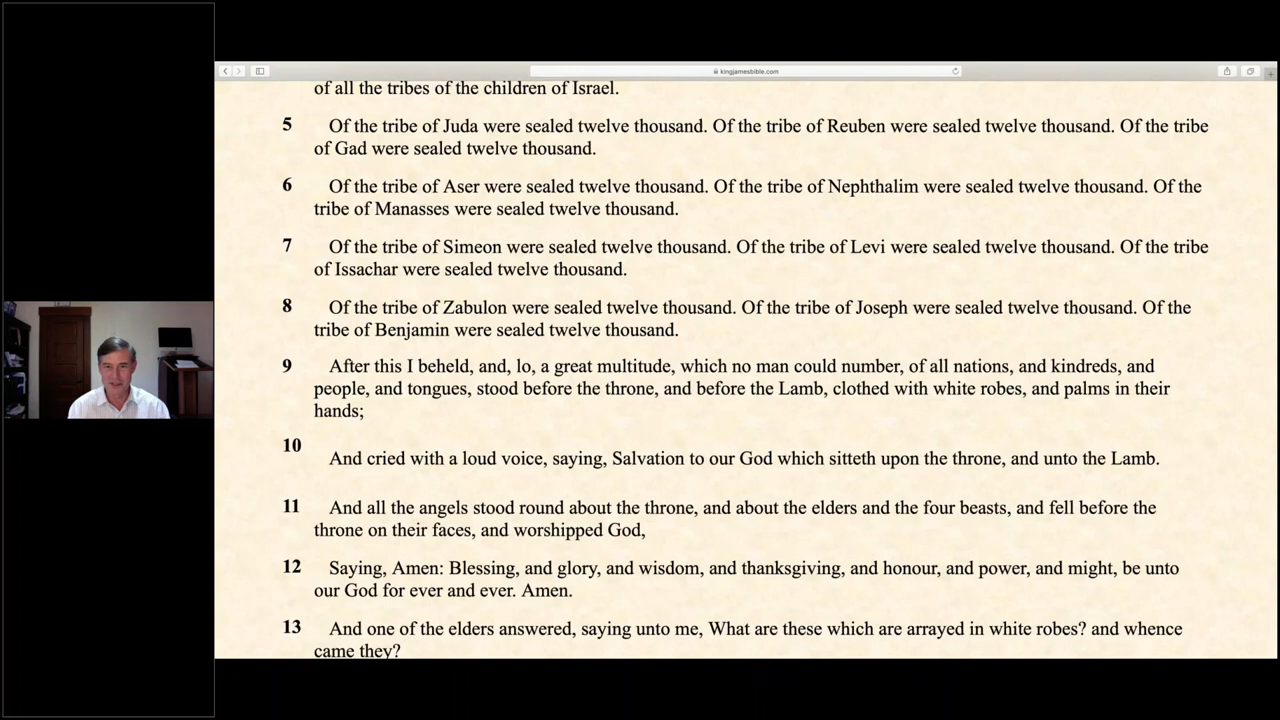 kingjamesbible.com
of all the tribes of the children of Israel.
5 Of the tribe of Juda were sealed twelve thousand. Of the tribe of Reuben were sealed twelve thousand. Of the tribe
of Gad were sealed twelve thousand.
6 Of the tribe of Aser were sealed twelve thousand. Of the tribe of Nephthalim were sealed twelve thousand. Of the
tribe of Manasses were sealed twelve thousand.
7 Of the tribe of Simeon were sealed twelve thousand. Of the tribe of Levi were sealed twelve thousand. Of the tribe
of Issachar were sealed twelve thousand.
8 Of the tribe of Zabulon were sealed twelve thousand. Of the tribe of Joseph were sealed twelve thousand. Of the
tribe of Benjamin were sealed twelve thousand.
9 After this I beheld, and, lo, a great multitude, which no man could number, of all nations, and kindreds, and
people, and tongues, stood before the throne, and before the Lamb, clothed with white robes, and palms in their
hands;
10 And cried with a loud voice, saying, Salvation to our God which sitteth upon the throne, and unto the Lamb.
11 And all the angels stood round about the throne, and about the elders and the four beasts, and fell before the
throne on their faces, and worshipped God,
12 Saying, Amen: Blessing, and glory, and wisdom, and thanksgiving, and honour, and power, and might, be unto
our God for ever and ever. Amen.
13 And one of the elders answered, saying unto me, What are these which are arrayed in white robes? and whence
came they?